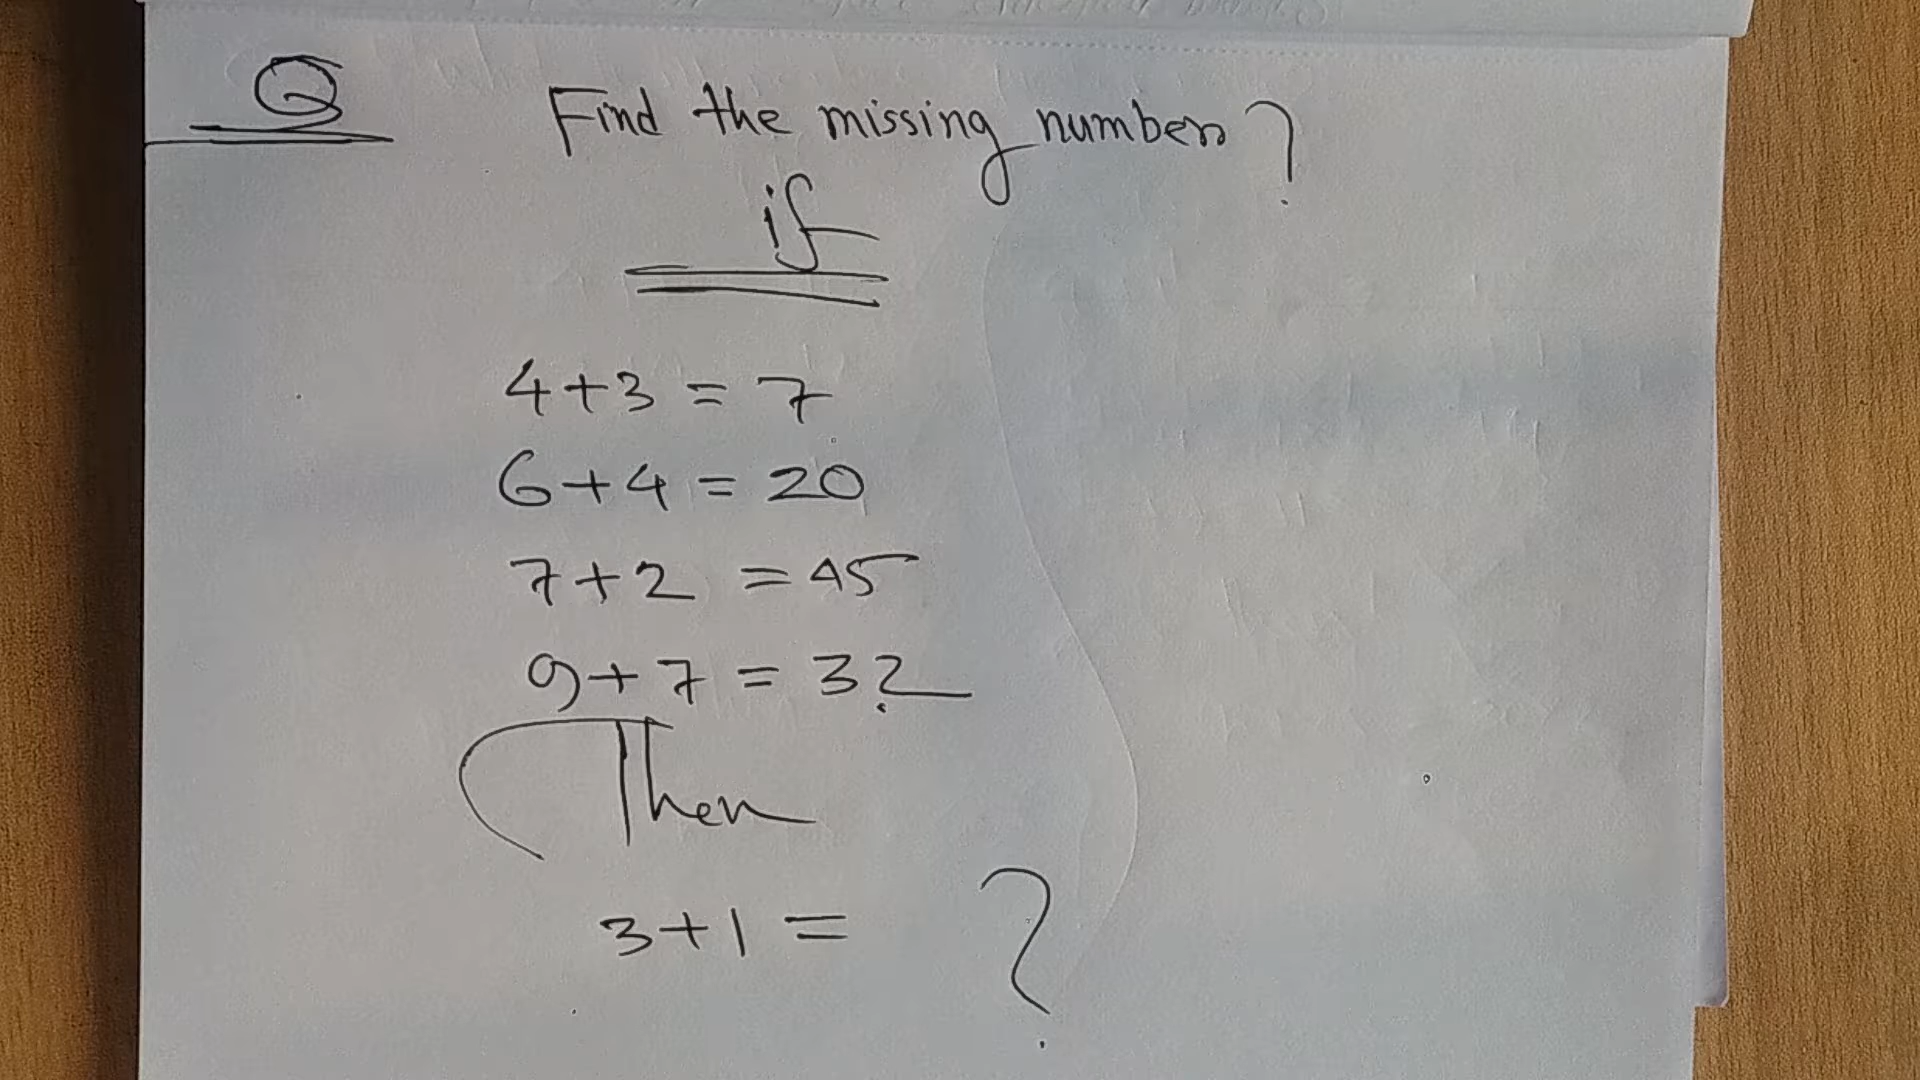 Q
Find the missing number?
if
4+3 = 7
6+4 = 20
7+2 = 45
9+7 = 32
Then
3+1 = ?